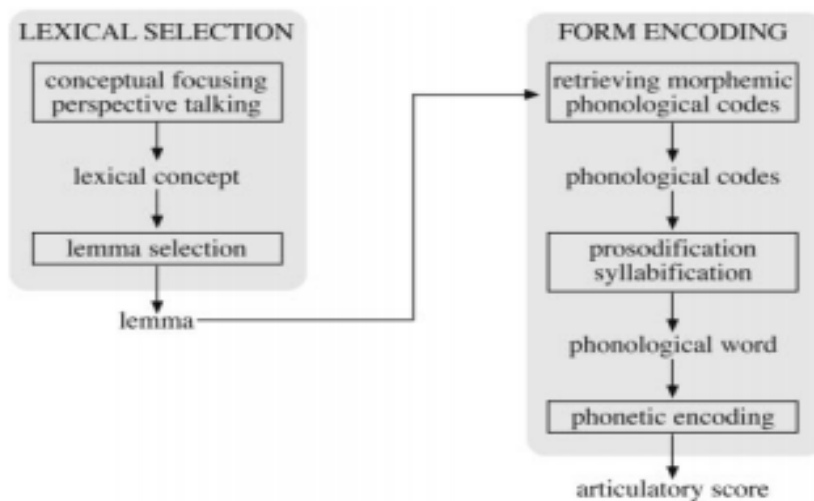 LEXICAL SELECTION
conceptual focusing
perspective talking
lexical concept
lemma selection
lemma
FORM ENCODING
retrieving morphemic
phonological codes
phonological codes
prosodification
syllabification
phonological word
phonetic encoding
articulatory score